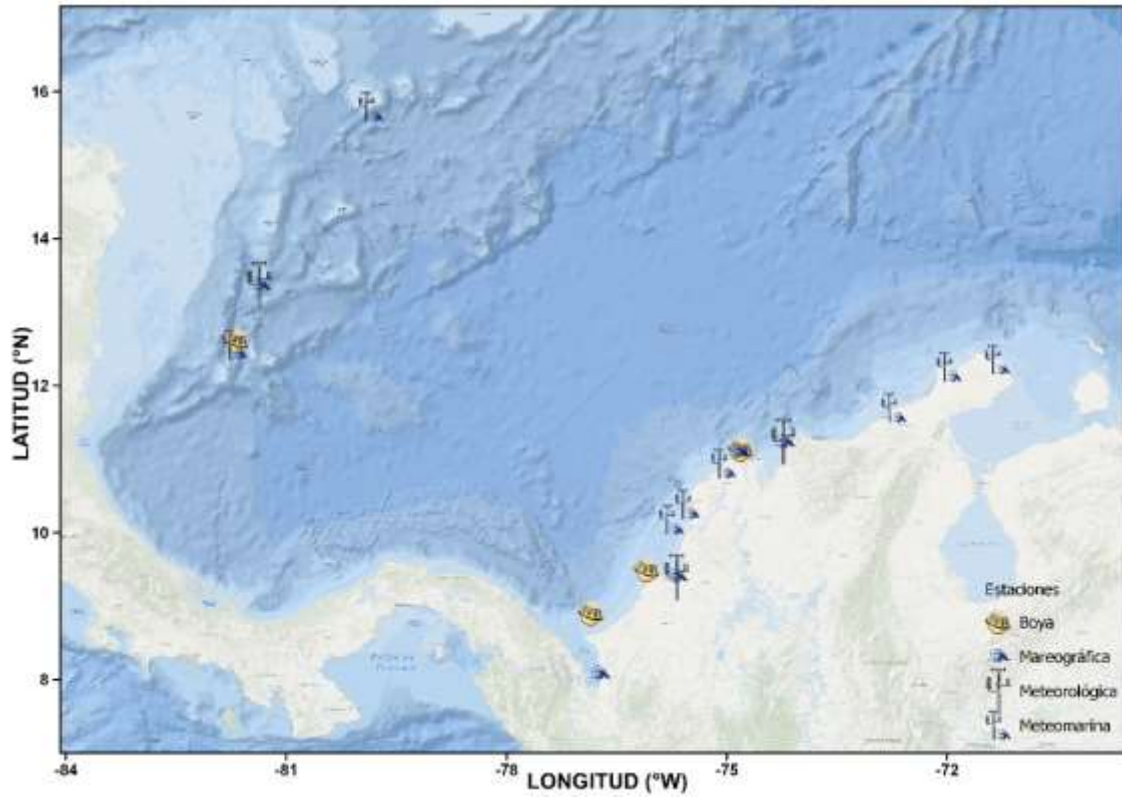 16
14
12
10
8
LATITUD (°N)
Estaciones
Boya
Mareográfica
Meteorológica
Meteomarina
-84
-81
-78
-75
-72
LONGITUD (°W)